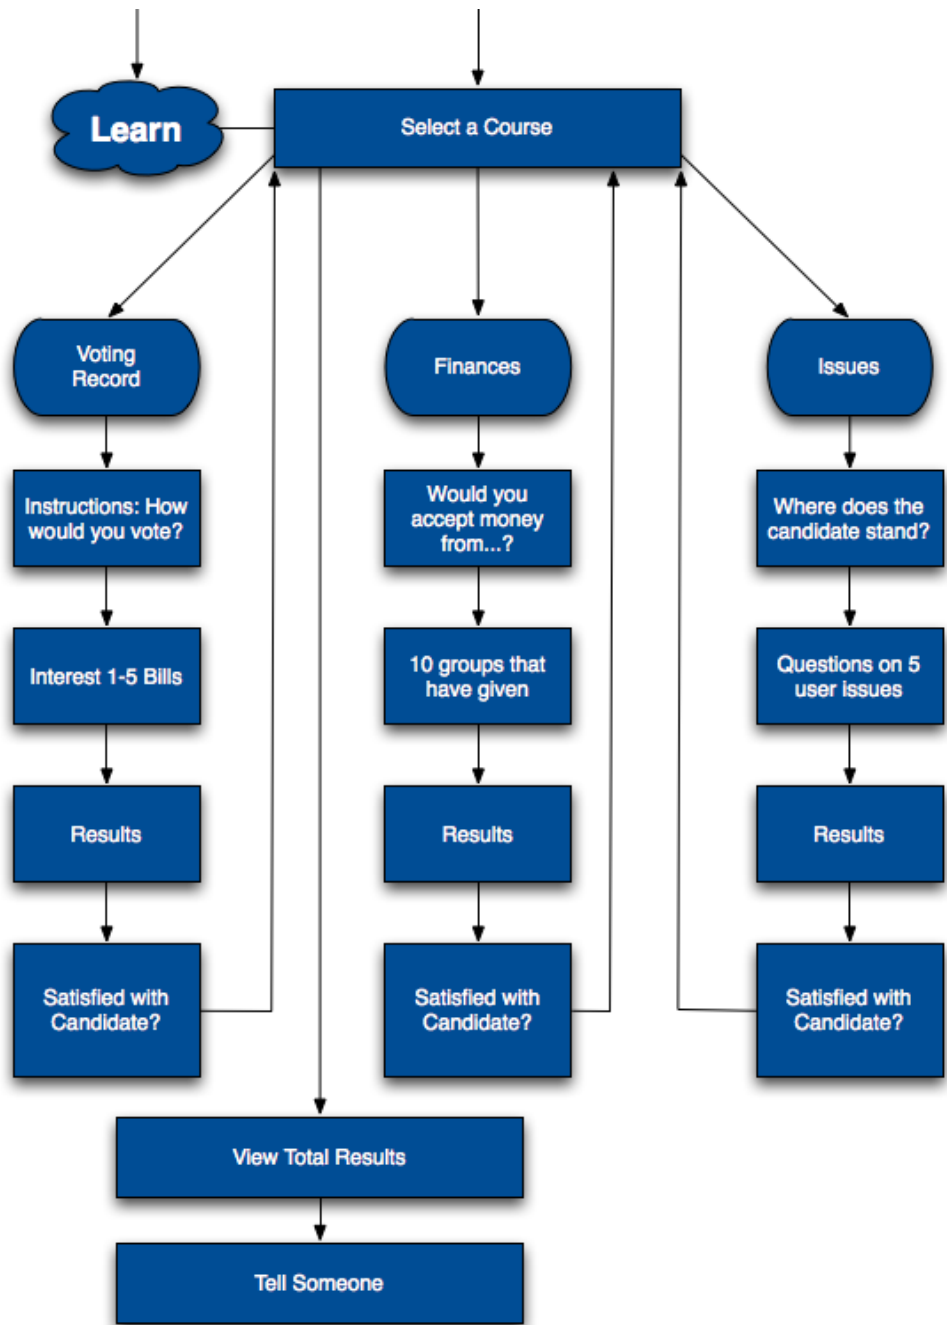 Learn
Select a Course
Voting
Record
Finances
Issues
Instructions: How
would you vote?
Would you
accept money
from...?
Where does the
candidate stand?
Interest 1-5 Bills
10 groups that
have given
Questions on 5
user issues
Results
Results
Results
Satisfied with
Candidate?
Satisfied with
Candidate?
Satisfied with
Candidate?
View Total Results
Tell Someone